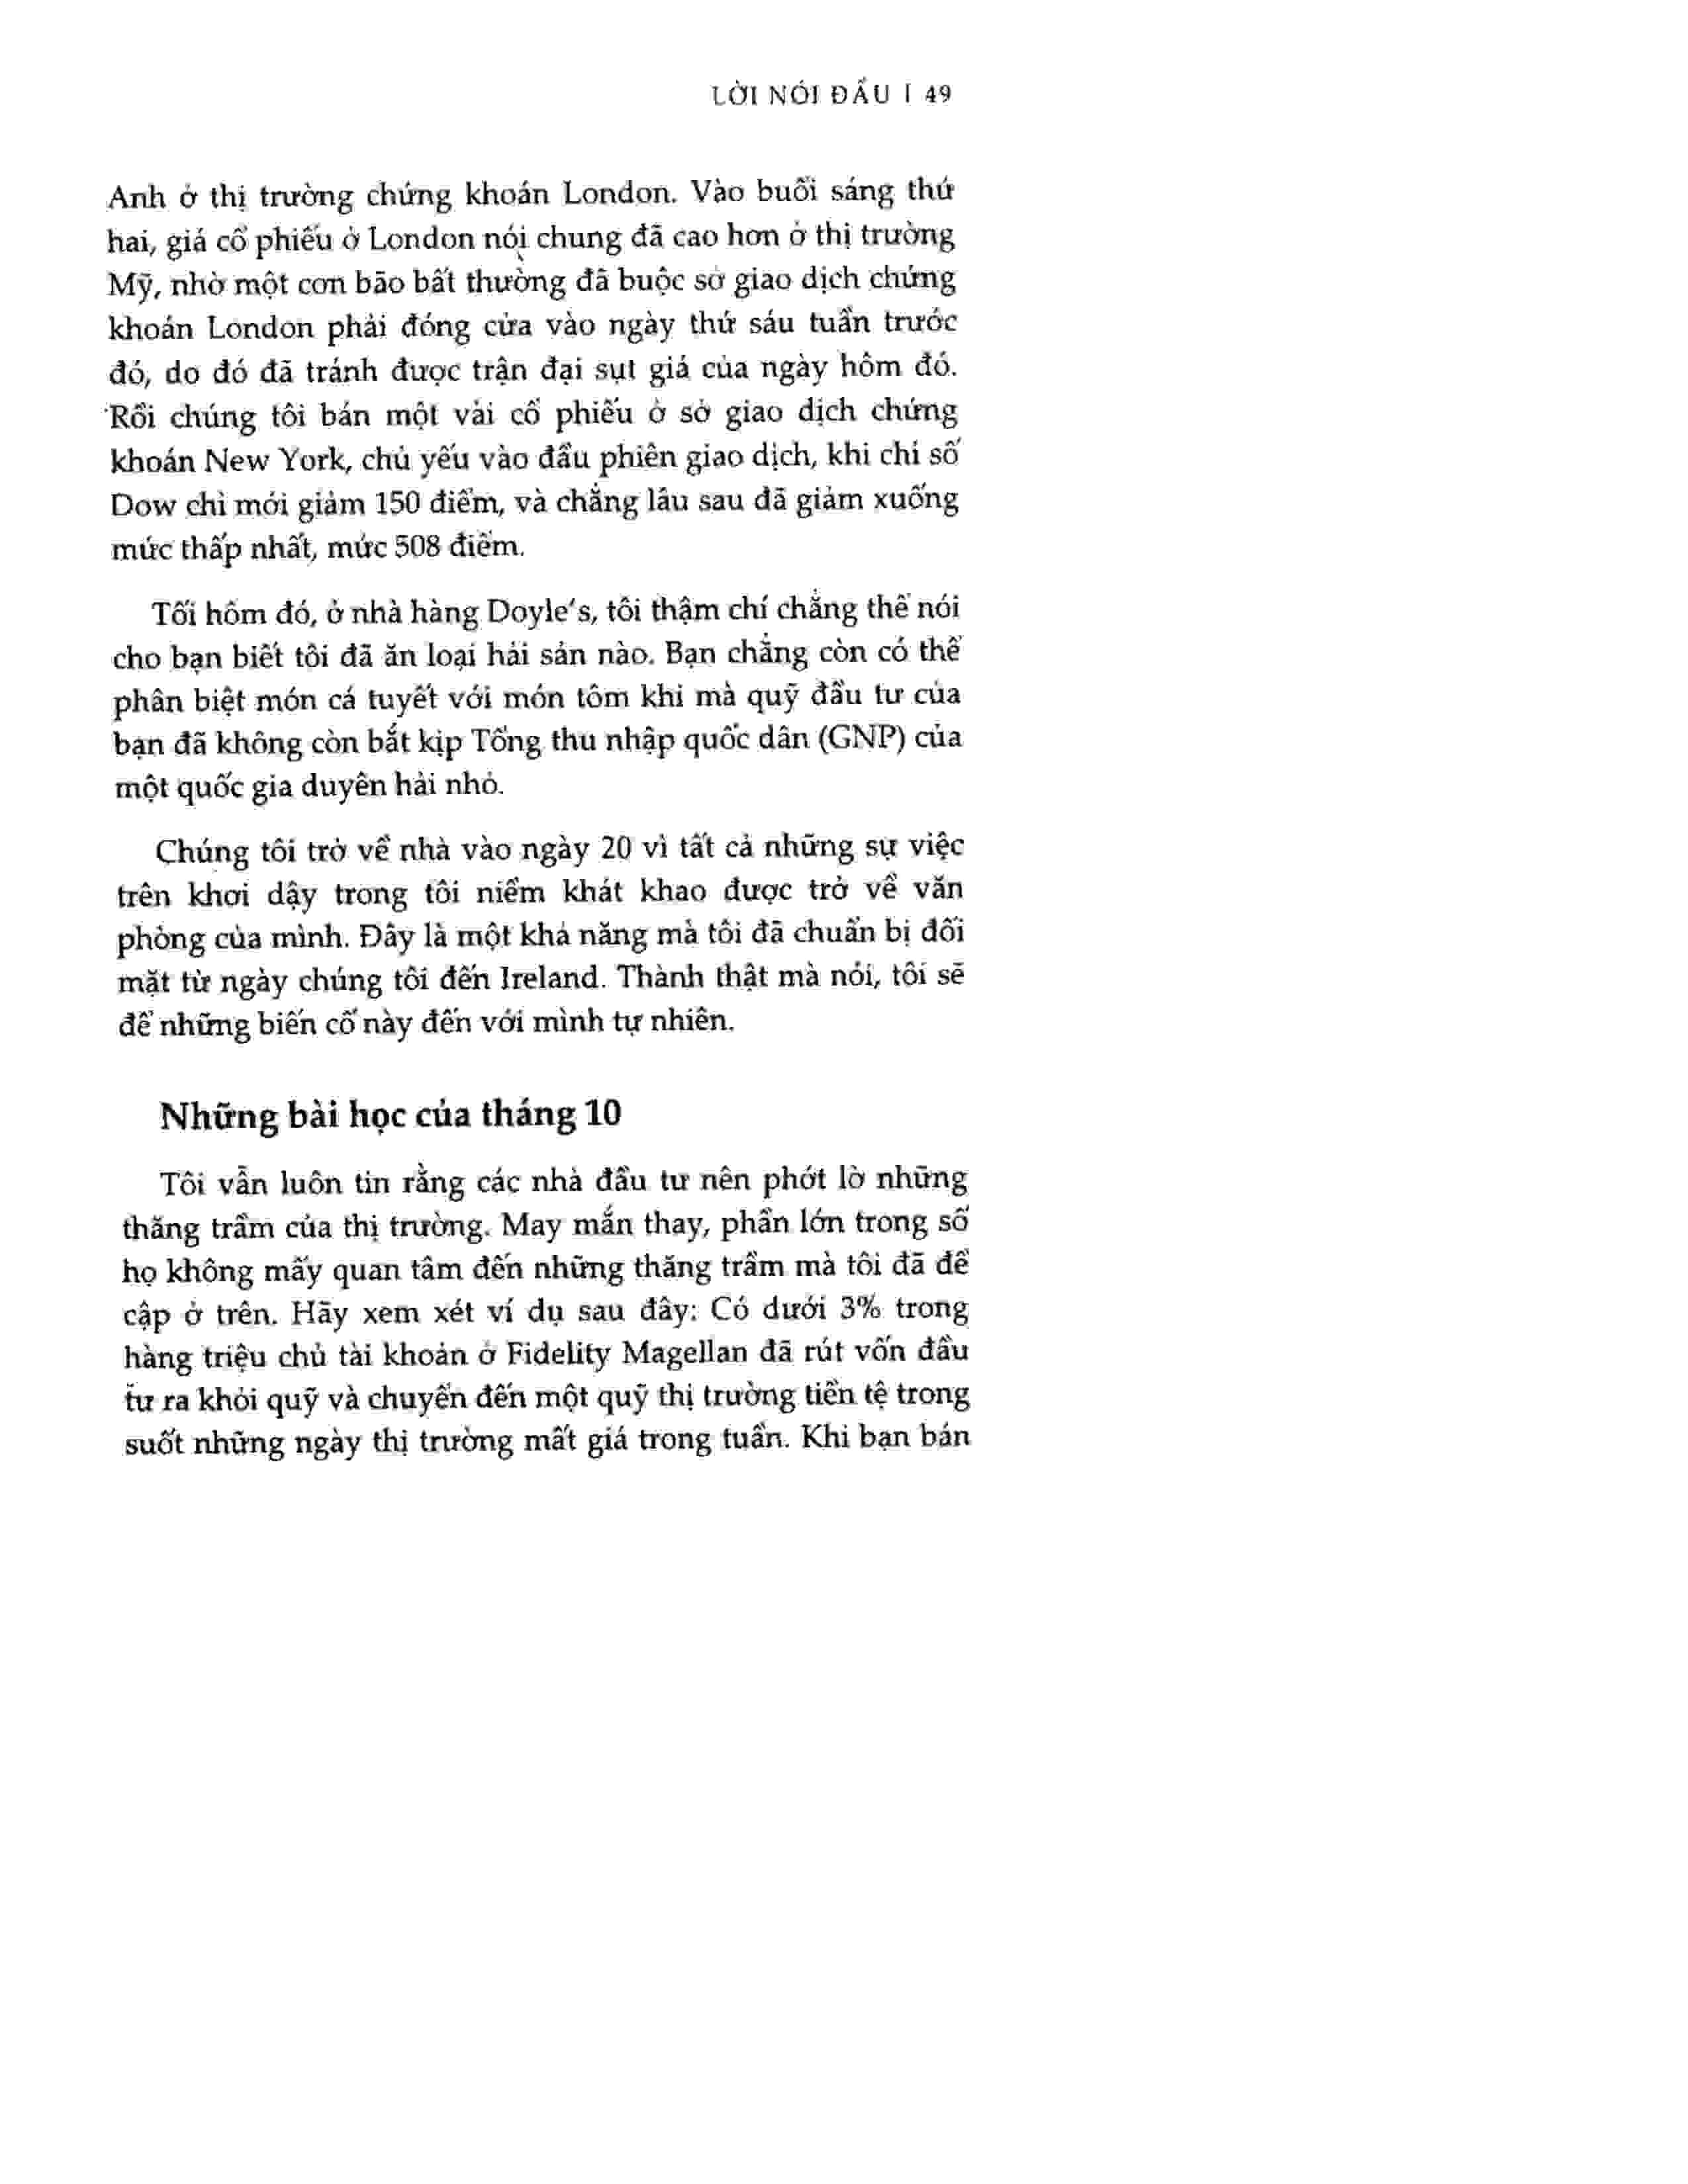 LỜI NÓI ĐẦU | 49
Anh ở thị trường chứng khoán London. Vào buổi sáng thứ
hai, giá cổ phiếu ở London nói chung đã cao hơn ở thị trường
Mỹ, nhờ một cơn bão bất thường đã buộc sở giao dịch chứng
khoán London phải đóng cửa vào ngày thứ sáu tuần trước
đó, do đó đã tránh được trận đại sụt giá của ngày hôm đó.
Rồi chúng tôi bán một vài cổ phiếu ở sở giao dịch chứng
khoán New York, chủ yếu vào đầu phiên giao dịch, khi chỉ số
Dow chỉ mới giảm 150 điểm, và chẳng lâu sau đã giảm xuống
mức thấp nhất, mức 508 điểm.
Tối hôm đó, ở nhà hàng Doyle's, tôi thậm chí chẳng thể nói
cho bạn biết tôi đã ăn loại hải sản nào. Bạn chẳng còn có thể
phân biệt món cá tuyết với món tôm khi mà quỹ đầu tư của
bạn đã không còn bắt kịp Tổng thu nhập quốc dân (GNP) của
một quốc gia duyên hải nhỏ.
Chúng tôi trở về nhà vào ngày 20 vì tất cả những sự việc
trên khơi dậy trong tôi niềm khát khao được trở về văn
phòng của mình. Đây là một khả năng mà tôi đã chuẩn bị đối
mặt từ ngày chúng tôi đến Ireland. Thành thật mà nói, tôi sẽ
để những biến cố này đến với mình tự nhiên.
Những bài học của tháng 10
Tôi vẫn luôn tin rằng các nhà đầu tư nên phớt lờ những
thăng trầm của thị trường. May mắn thay, phần lớn trong số
họ không mấy quan tâm đến những thăng trầm mà tôi đã đề
cập ở trên. Hãy xem xét ví dụ sau đây: Có dưới 3% trong
hàng triệu chủ tài khoản ở Fidelity Magellan đã rút vốn đầu
tư ra khỏi quỹ và chuyển đến một quỹ thị trường tiền tệ trong
suốt những ngày thị trường mất giá trong tuần. Khi bạn bán